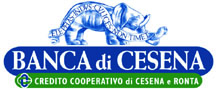 BANCA di CESENA
CREDITO COOPERATIVO di CESENA e RONTA